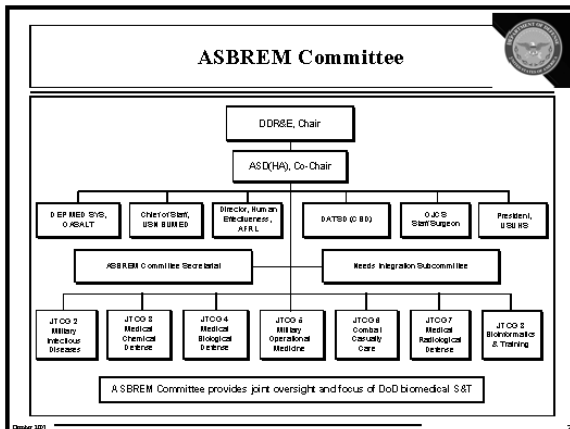 ASBREM Committee
DDR&E, Chair
ASD(HA), Co-Chair
DEP MED SYS,
OASALT
Chief of Staff,
USN BUMED
Director, Human
Effectiveness,
AFRL
DATSD (CBD)
OJCS
Staff Surgeon
President,
USUHS
ASBREM Committee Secretariat
Needs Integration Subcommittee
JTCG 2
Military
Infectious
Diseases
JTCG 3
Medical
Chemical
Defense
JTCG 4
Medical
Biological
Defense
JTCG 5
Military
Operational
Medicine
JTCG 6
Combat
Casualty
Care
JTCG 7
Medical
Radiological
Defense
JTCG 8
Bioinformatics
& Training
ASBREM Committee provides joint oversight and focus of DoD biomedical S&T